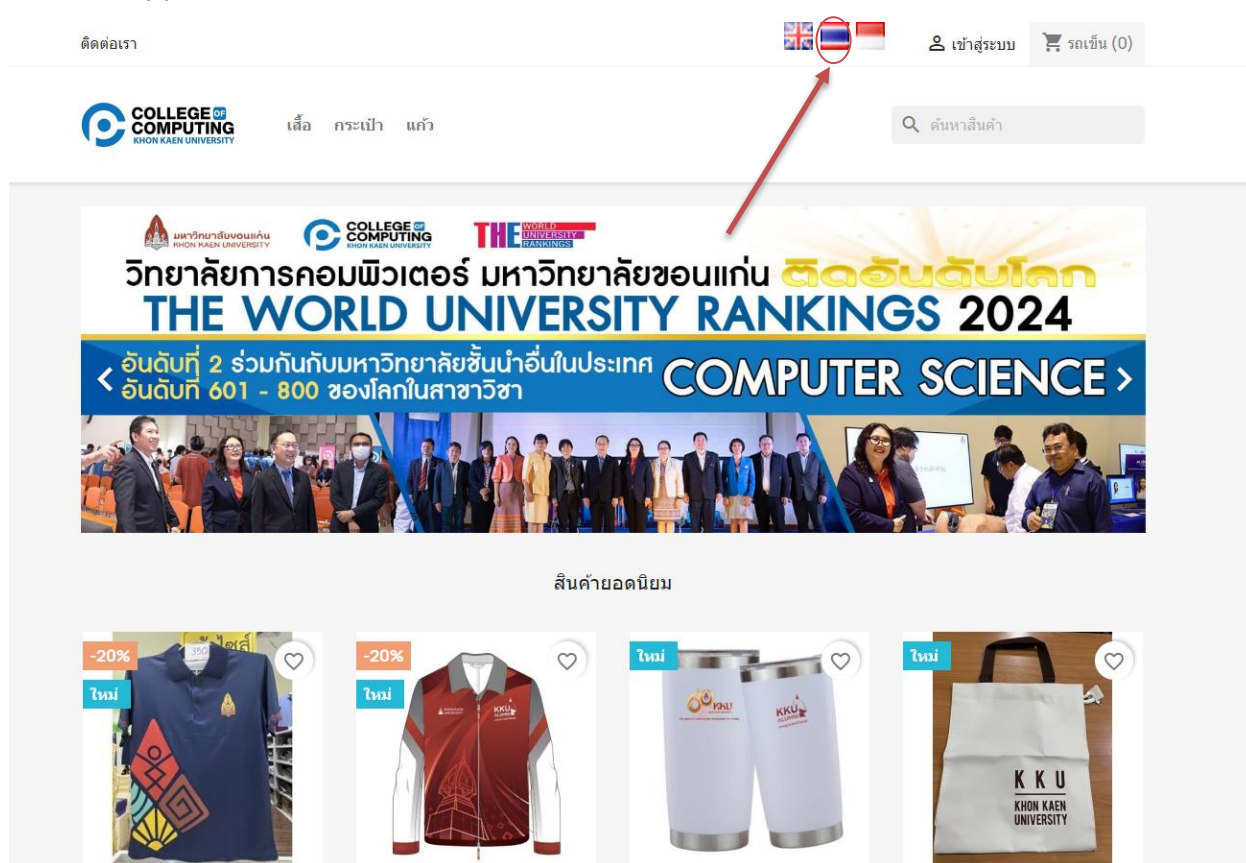 ติดต่อเรา
เข้าสู่ระบบ
รถเข็น (0)
COLLEGE OF
COMPUTING
KHON KAEN UNIVERSITY
เสื้อ กระเป๋า แก้ว
ค้นหาสินค้า
มหาวิทยาลัยขอนแก่น
KHON KAEN UNIVERSITY
COLLEGE OF
COMPUTING
KHON KAEN UNIVERSITY
THE WORLD
UNIVERSITY
RANKINGS
วิทยาลัยการคอมพิวเตอร์ มหาวิทยาลัยขอนแก่น ติดอันดับโลก
THE WORLD UNIVERSITY RANKINGS 2024
อันดับที่ 2 ร่วมกันกับมหาวิทยาลัยชั้นนำอื่นในประเทศ
อันดับที่ 601 - 800 ของโลกในสาขาวิชา
COMPUTER SCIENCE
สินค้ายอดนิยม
-20%
ใหม่
350
-20%
ใหม่
KKU
ใหม่
KKU
KKU
ALUMNI
ใหม่
K K U
KHON KAEN
UNIVERSITY